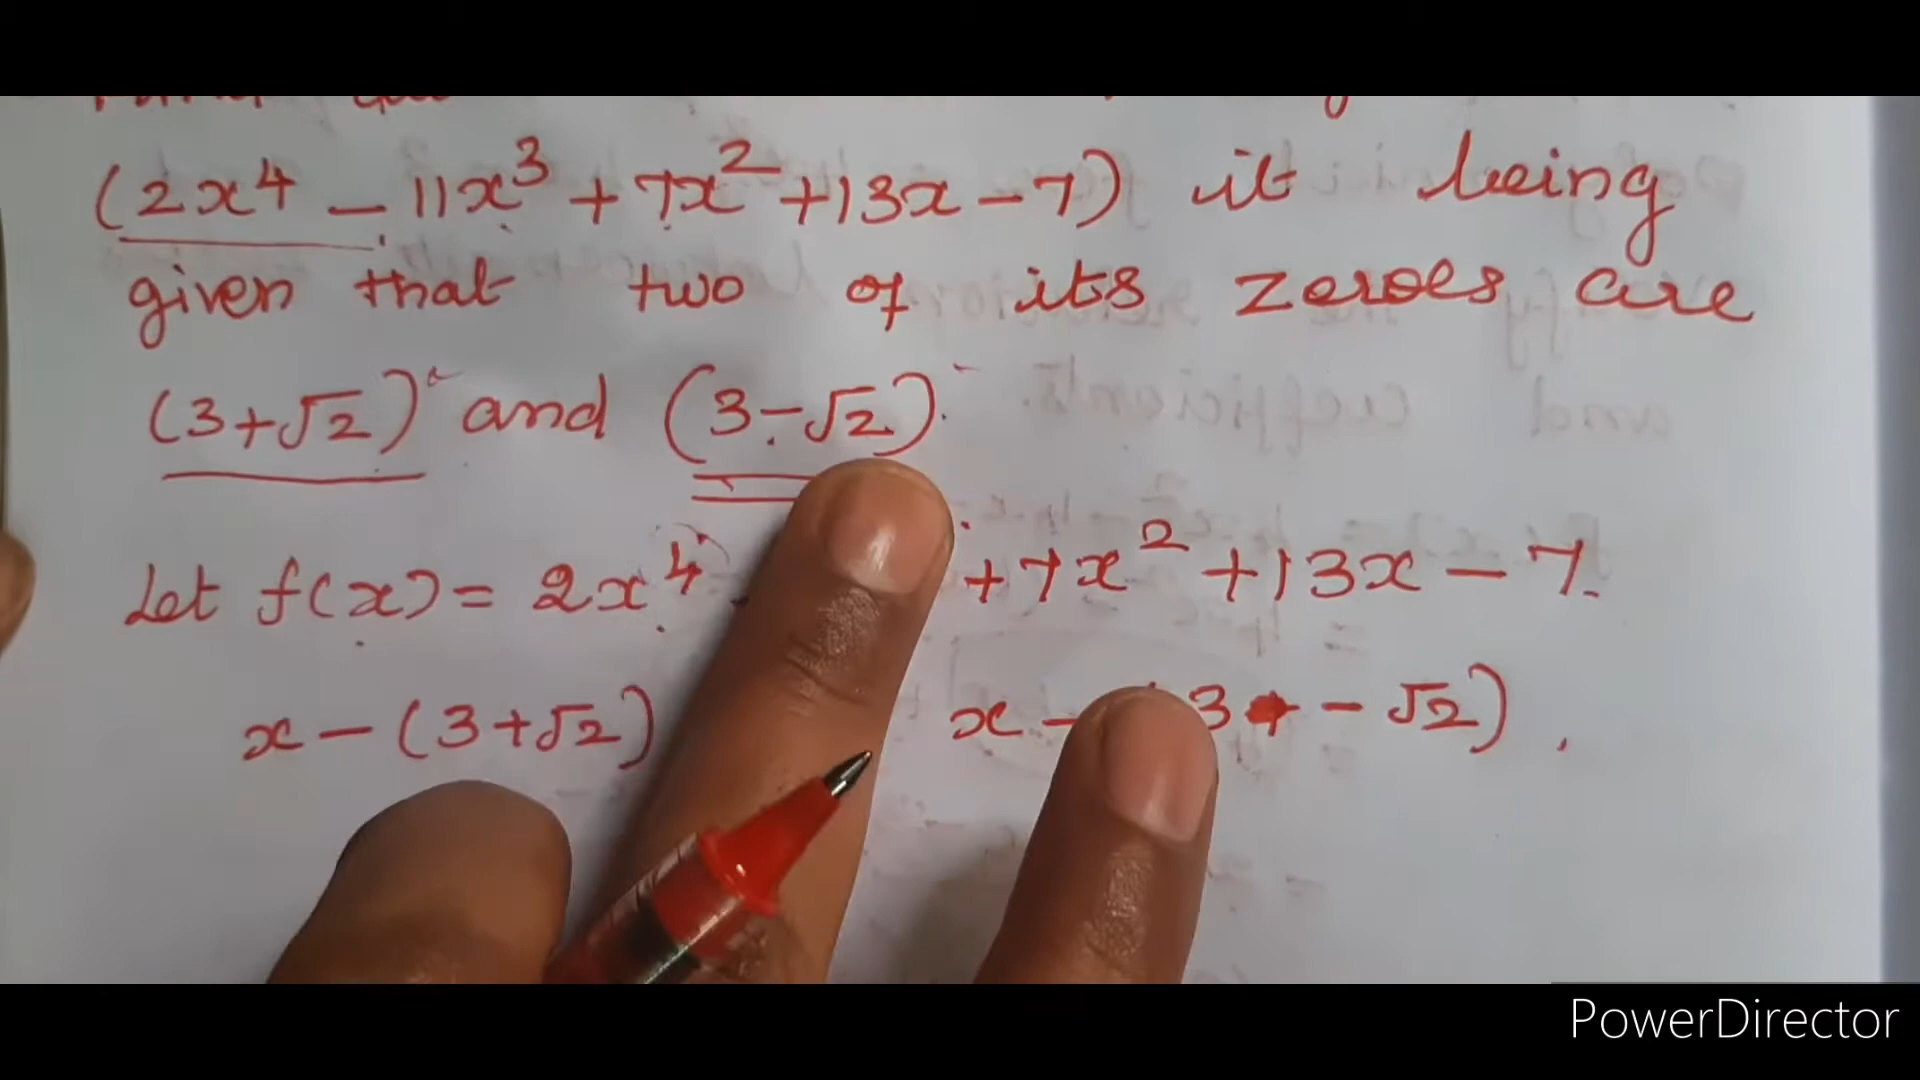 (2x⁴ - 11x³ + 7x² + 13x - 7) it being
given that two of its zeroes are
(3+√2) and (3-√2).
Let f(x) = 2x⁴ - + 7x² + 13x - 7.
x - (3+√2) x - 3 - √2).
PowerDirector